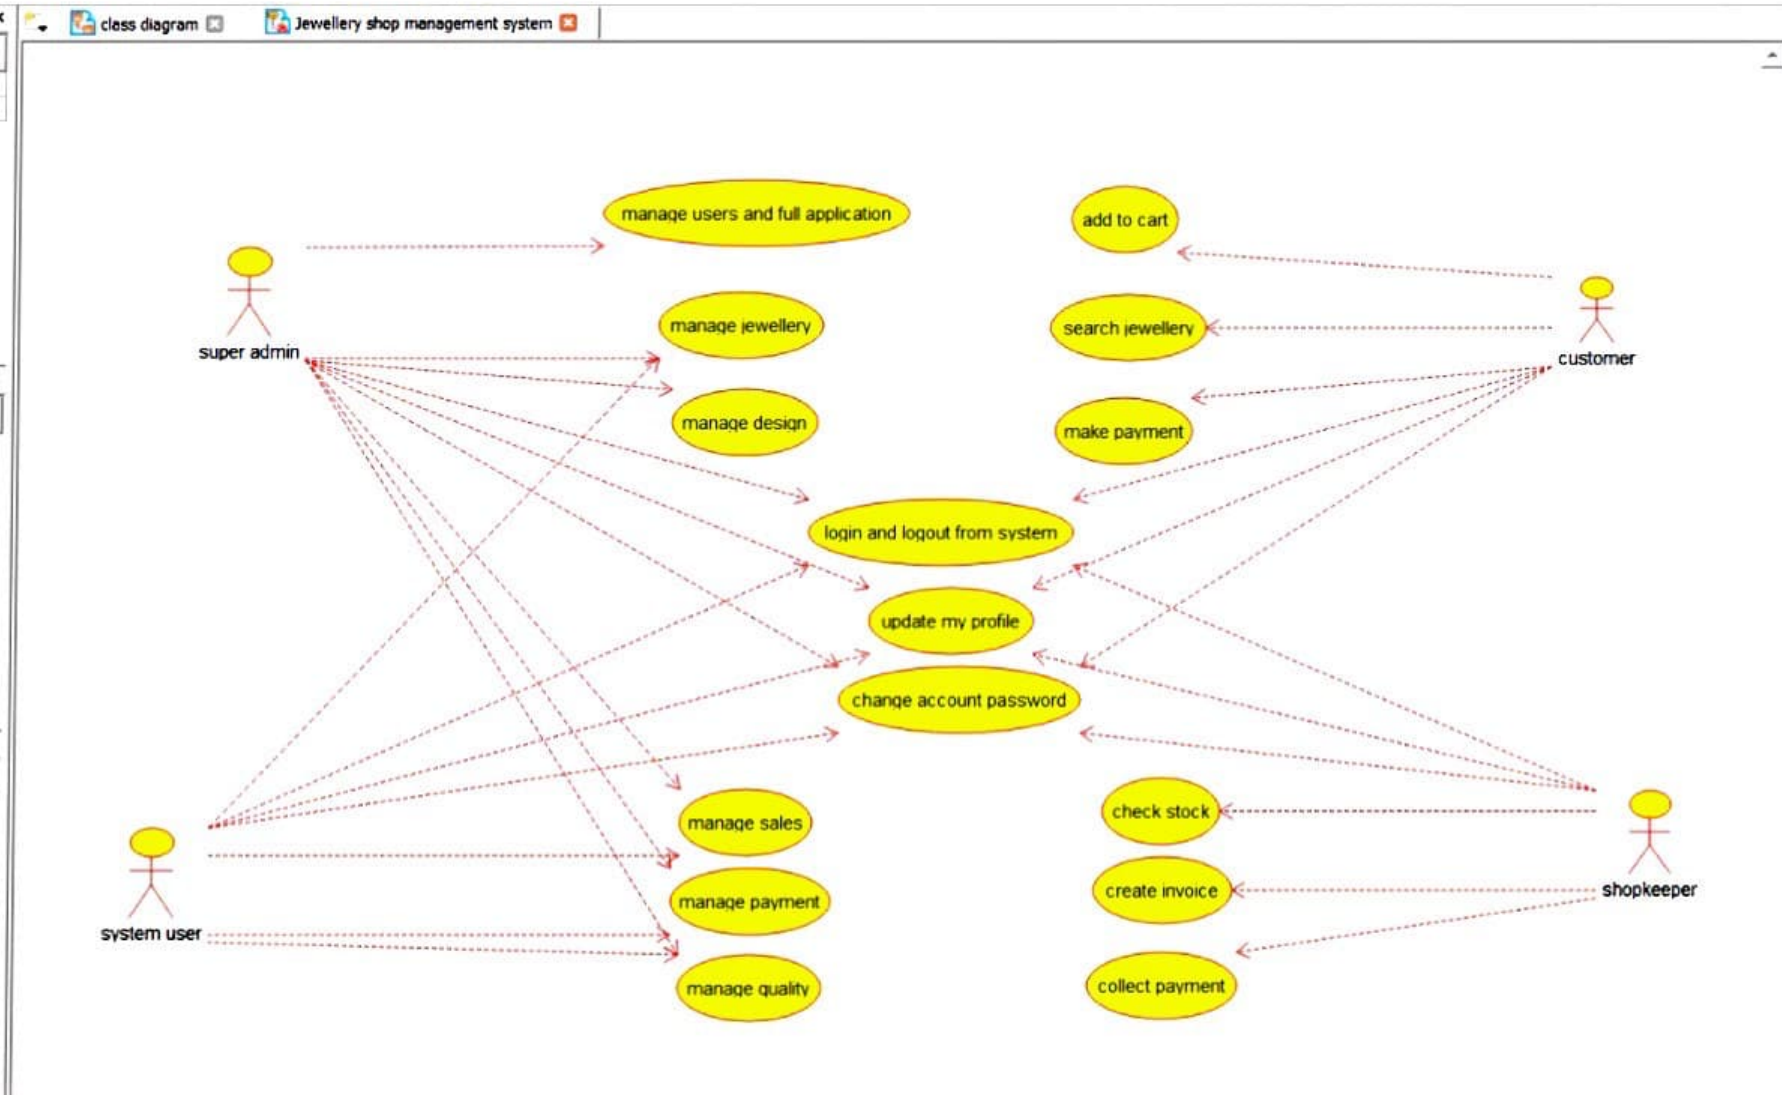 class diagram
Jewellery shop management system
manage users and full application
add to cart
manage jewellery
search jewellery
super admin
customer
manage design
make payment
login and logout from system
update my profile
change account password
manage sales
check stock
manage payment
create invoice
shopkeeper
system user
manage quality
collect payment